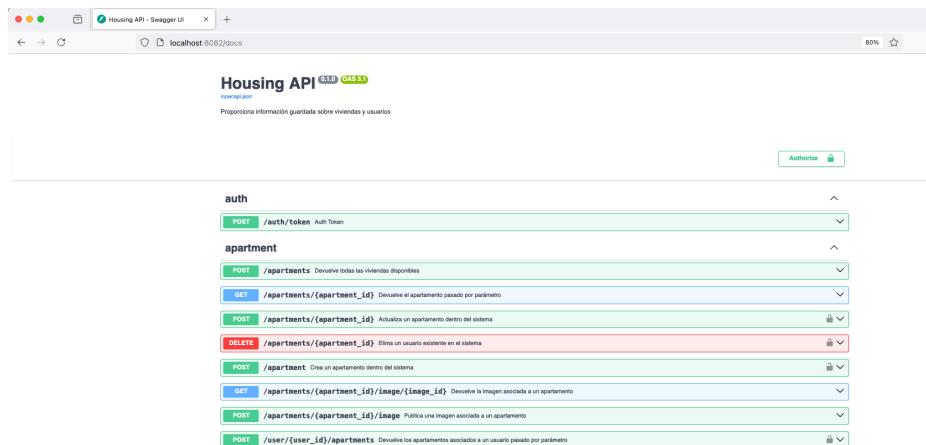 Housing API - Swagger UI
localhost:8082/docs
80%
Housing API 0.1.0 OAS 3.1
/openapi.json
Proporciona información guardada sobre viviendas y usuarios
Authorize
auth
POST /auth/token Auth Token
apartment
POST /apartments Devuelve todas las viviendas disponibles
GET /apartments/{apartment_id} Devuelve el apartamento pasado por parámetro
POST /apartments/{apartment_id} Actualiza un apartamento dentro del sistema
DELETE /apartments/{apartment_id} Elima un usuario existente en el sistema
POST /apartment Crea un apartamento dentro del sistema
GET /apartments/{apartment_id}/image/{image_id} Devuelve la imagen asociada a un apartamento
POST /apartments/{apartment_id}/image Publica una imagen asociada a un apartamento
POST /user/{user_id}/apartments Devuelve los apartamentos asociados a un usuario pasado por parámetro